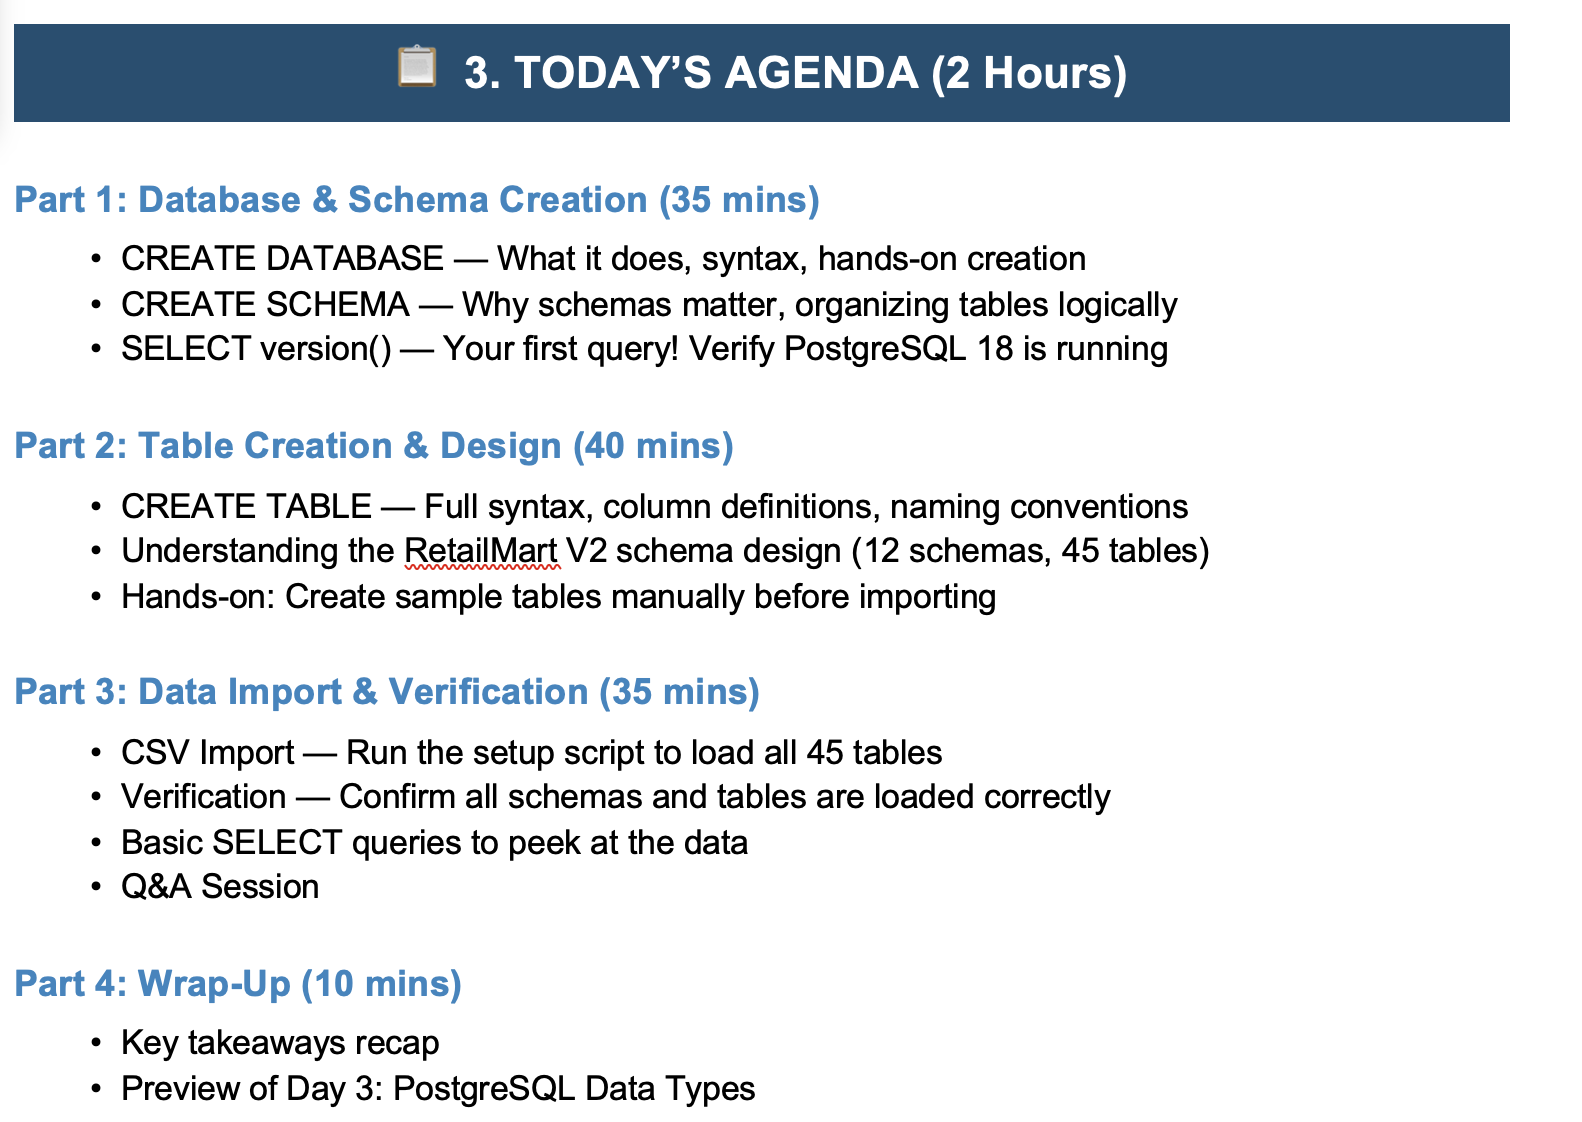 📋 3. TODAY’S AGENDA (2 Hours)
Part 1: Database & Schema Creation (35 mins)
• CREATE DATABASE — What it does, syntax, hands-on creation
• CREATE SCHEMA — Why schemas matter, organizing tables logically
• SELECT version() — Your first query! Verify PostgreSQL 18 is running
Part 2: Table Creation & Design (40 mins)
• CREATE TABLE — Full syntax, column definitions, naming conventions
• Understanding the RetailMart V2 schema design (12 schemas, 45 tables)
• Hands-on: Create sample tables manually before importing
Part 3: Data Import & Verification (35 mins)
• CSV Import — Run the setup script to load all 45 tables
• Verification — Confirm all schemas and tables are loaded correctly
• Basic SELECT queries to peek at the data
• Q&A Session
Part 4: Wrap-Up (10 mins)
• Key takeaways recap
• Preview of Day 3: PostgreSQL Data Types